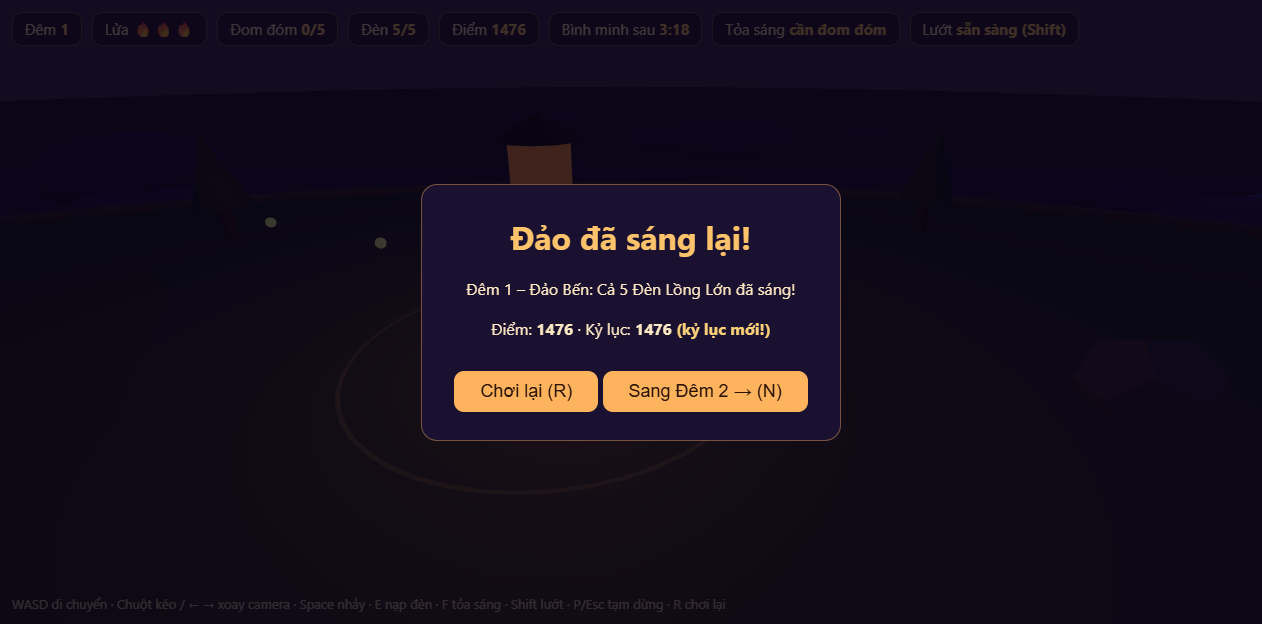 Đêm 1 Lửa 🔥🔥🔥 Đom đóm 0/5 Đèn 5/5 Điểm 1476 Bình minh sau 3:18 Tỏa sáng cần đom đóm Lướt sẵn sàng (Shift)
Đảo đã sáng lại!
Đêm 1 – Đảo Bến: Cả 5 Đèn Lồng Lớn đã sáng!
Điểm: 1476 · Kỷ lục: 1476 (kỷ lục mới!)
Chơi lại (R) Sang Đêm 2 → (N)
WASD di chuyển · Chuột kéo / ← → xoay camera · Space nhảy · E nạp đèn · F tỏa sáng · Shift lướt · P/Esc tạm dừng · R chơi lại